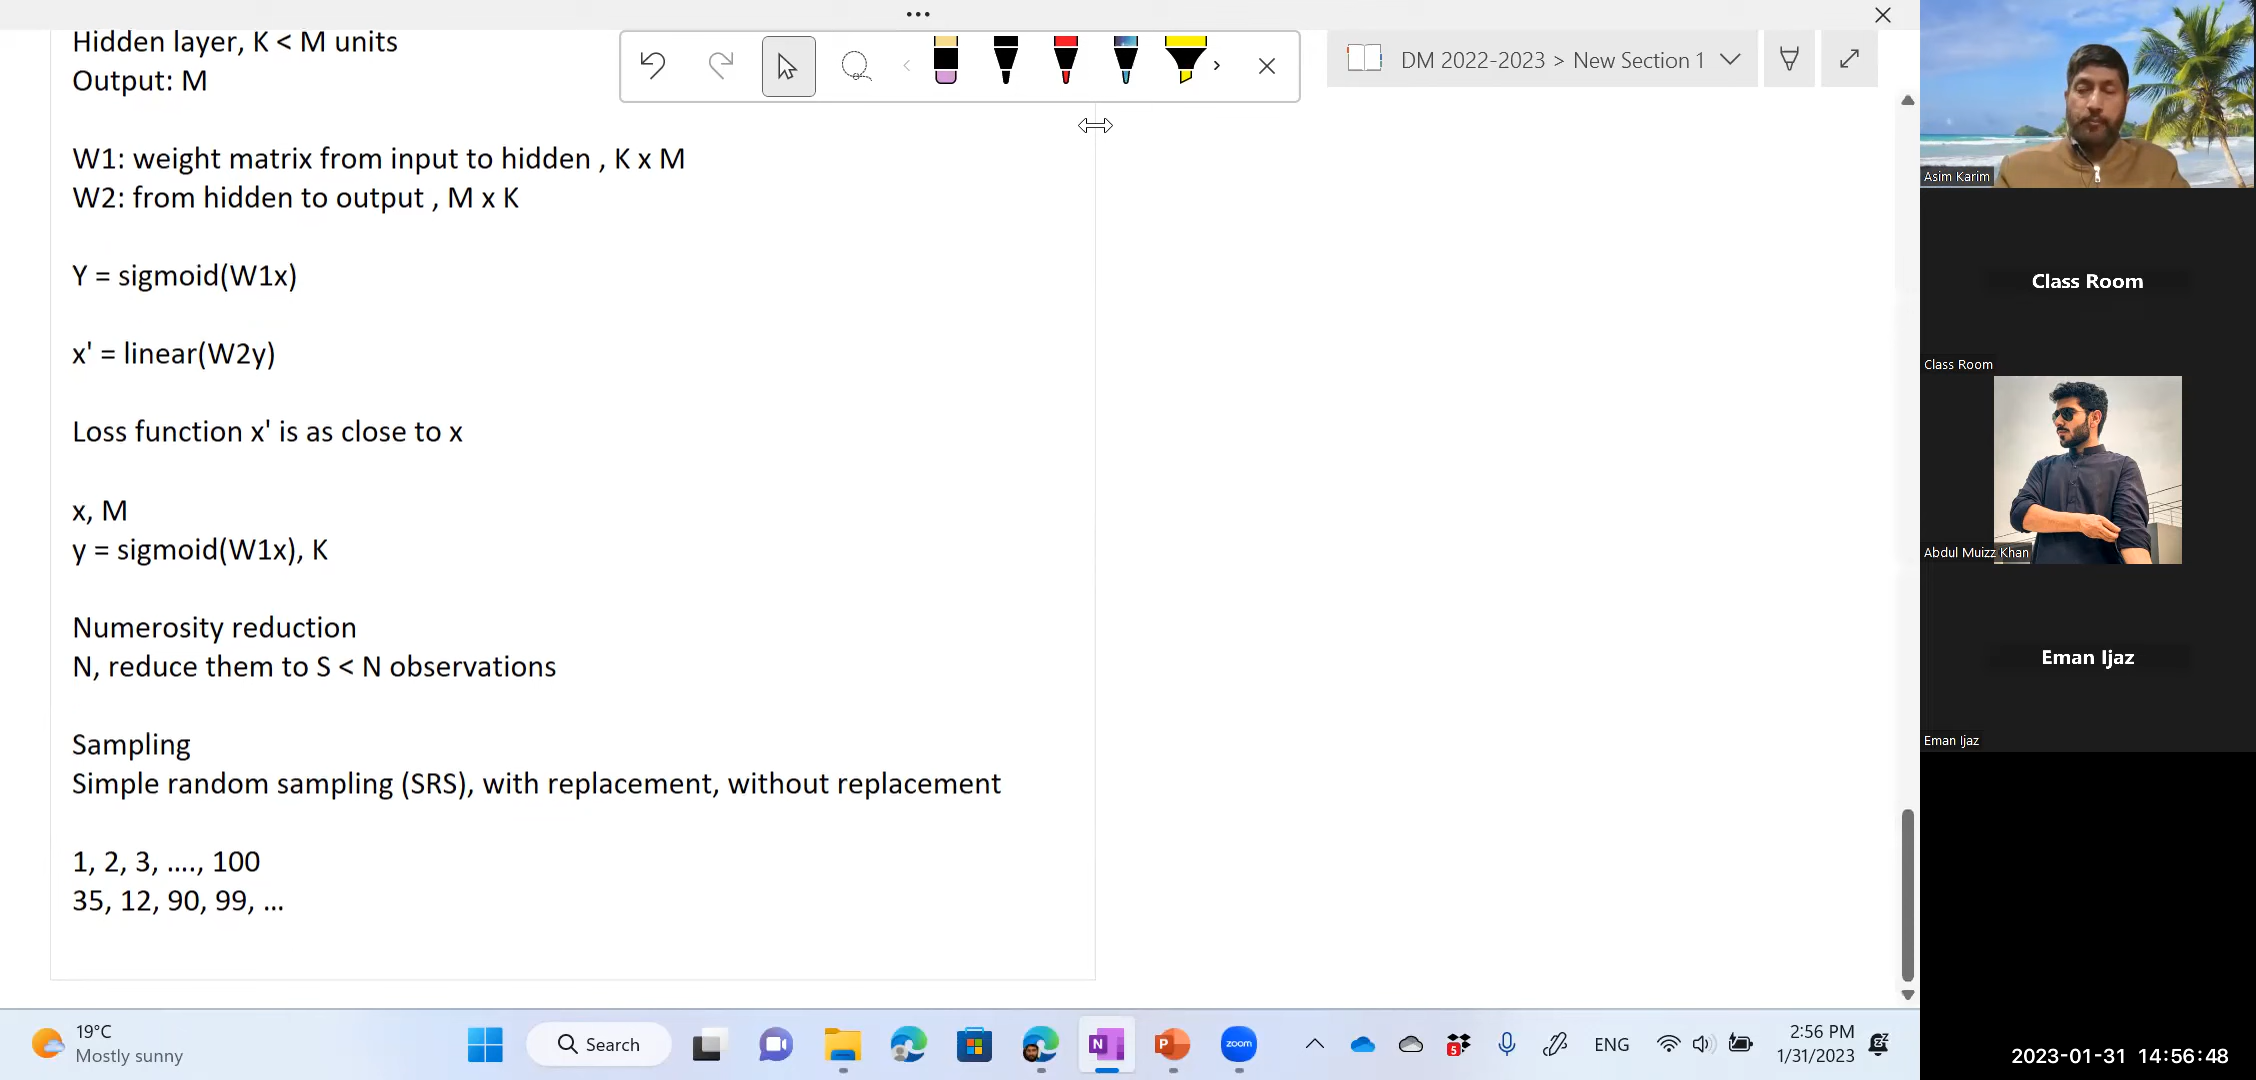 Hidden layer, K < M units
Output: M
W1: weight matrix from input to hidden , K x M
W2: from hidden to output , M x K
Y = sigmoid(W1x)
x' = linear(W2y)
Loss function x' is as close to x
x, M
y = sigmoid(W1x), K
Numerosity reduction
N, reduce them to S < N observations
Sampling
Simple random sampling (SRS), with replacement, without replacement
1, 2, 3, ...., 100
35, 12, 90, 99, ...
DM 2022-2023 > New Section 1
Asim Karim
Class Room
Class Room
Abdul Muizz Khan
Eman Ijaz
Eman Ijaz
19°C
Mostly sunny
Search
N
P
zoom
5
ENG
2:56 PM
1/31/2023
2023-01-31 14:56:48